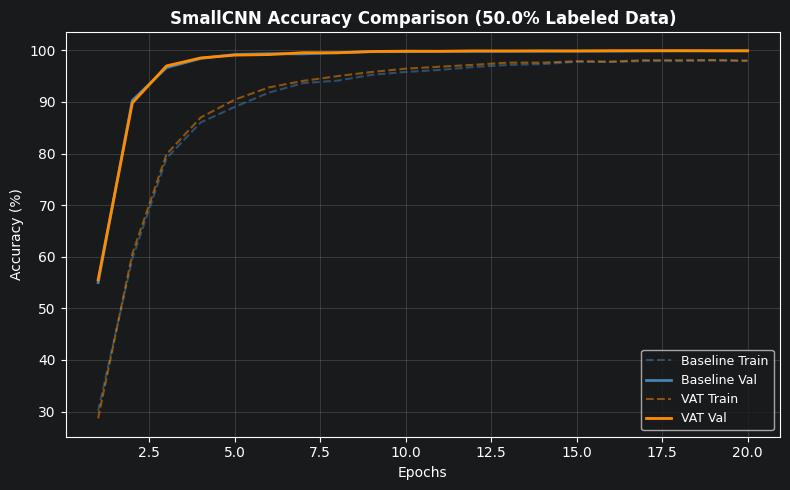 SmallCNN Accuracy Comparison (50.0% Labeled Data)
100
90
80
70
60
50
40
30
Accuracy (%)
2.5 5.0 7.5 10.0 12.5 15.0 17.5 20.0
Epochs
Baseline Train
Baseline Val
VAT Train
VAT Val